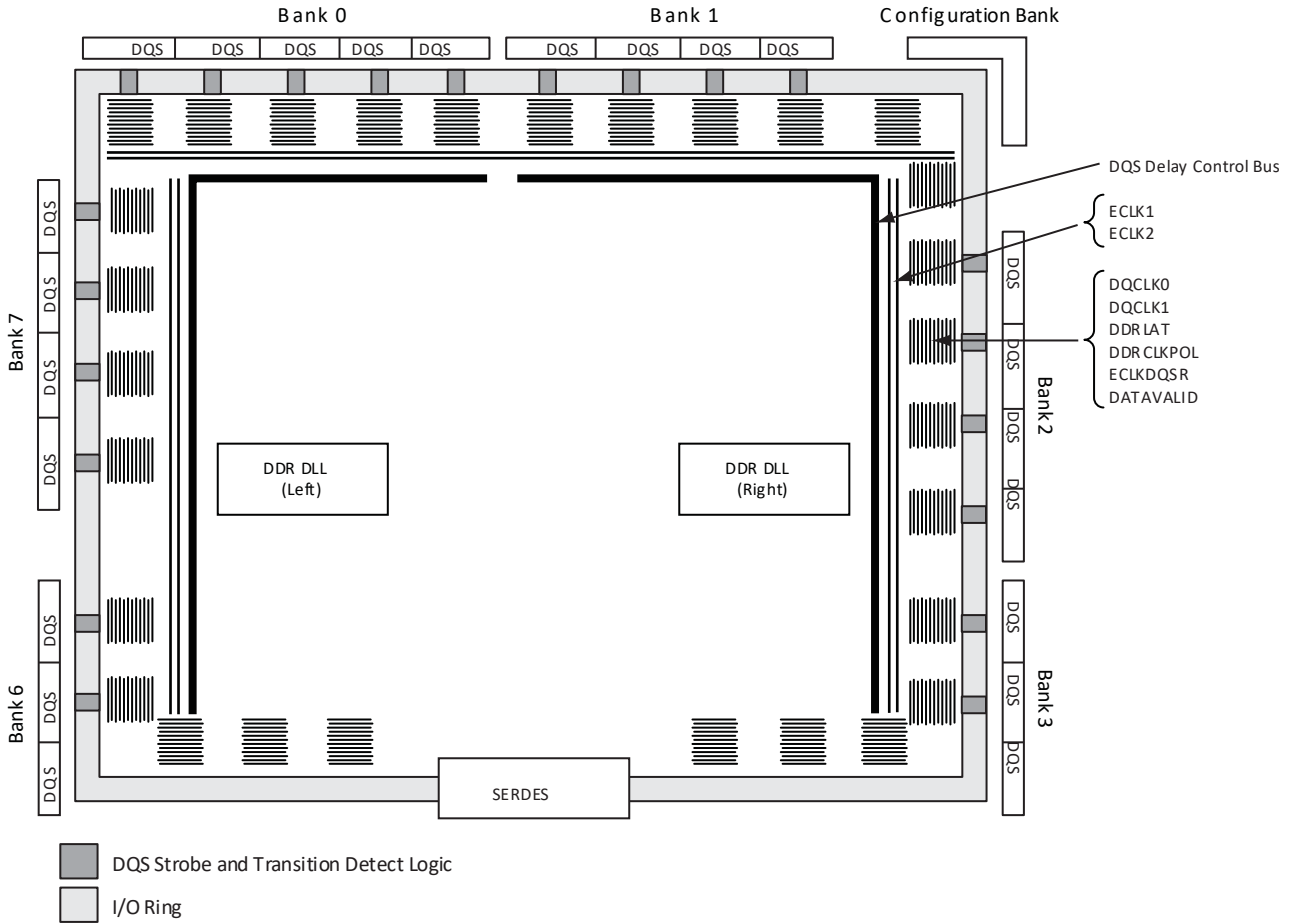 Bank 0
Bank 1
Configuration Bank
DQS DQS DQS DQS DQS
DQS DQS DQS DQS
DQS Delay Control Bus
ECLK1
ECLK2
DQCLK0
DQCLK1
DDRLAT
DDRCLKPOL
ECLKDQSR
DATAVALID
Bank 7
DQS
DQS
DQS
DQS
Bank 6
DQS
DQS
DQS
DDR DLL
(Left)
DDR DLL
(Right)
DQS
DQS
DQS
DQS
Bank 2
DQS
DQS
DQS
Bank 3
SERDES
DQS Strobe and Transition Detect Logic
I/O Ring